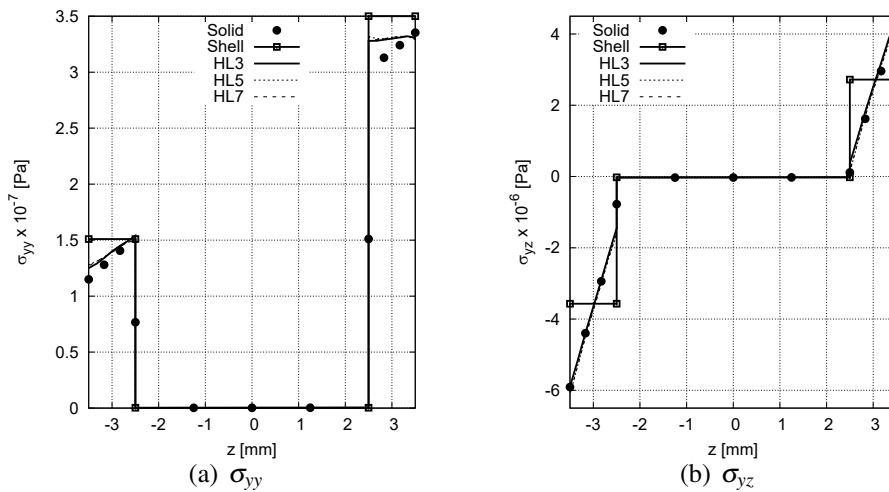 Solid
Shell
HL3
HL5
HL7
3.5
3
2.5
2
1.5
1
0.5
0
σyy x 10-7 [Pa]
-3 -2 -1 0 1 2 3
z [mm]
(a) σyy
Solid
Shell
HL3
HL5
HL7
4
2
0
-2
-4
-6
σyz x 10-6 [Pa]
-3 -2 -1 0 1 2 3
z [mm]
(b) σyz